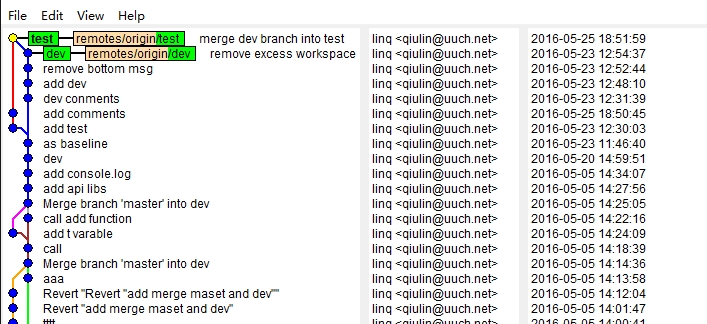 File Edit View Help
test remotes/origin/test merge dev branch into test linq <qiulin@uuch.net> 2016-05-25 18:51:59
dev remotes/origin/dev remove excess workspace linq <qiulin@uuch.net> 2016-05-23 12:54:37
remove bottom msg linq <qiulin@uuch.net> 2016-05-23 12:52:44
add dev linq <qiulin@uuch.net> 2016-05-23 12:48:10
dev conments linq <qiulin@uuch.net> 2016-05-23 12:31:39
add comments linq <qiulin@uuch.net> 2016-05-25 18:50:45
add test linq <qiulin@uuch.net> 2016-05-23 12:30:03
as baseline linq <qiulin@uuch.net> 2016-05-23 11:46:40
dev linq <qiulin@uuch.net> 2016-05-20 14:59:51
add console.log linq <qiulin@uuch.net> 2016-05-05 14:34:07
add api libs linq <qiulin@uuch.net> 2016-05-05 14:27:56
Merge branch 'master' into dev linq <qiulin@uuch.net> 2016-05-05 14:25:05
call add function linq <qiulin@uuch.net> 2016-05-05 14:22:16
add t varable linq <qiulin@uuch.net> 2016-05-05 14:24:09
call linq <qiulin@uuch.net> 2016-05-05 14:18:39
Merge branch 'master' into dev linq <qiulin@uuch.net> 2016-05-05 14:14:36
aaa linq <qiulin@uuch.net> 2016-05-05 14:13:58
Revert "Revert "add merge maset and dev"" linq <qiulin@uuch.net> 2016-05-05 14:12:04
Revert "add merge maset and dev" linq <qiulin@uuch.net> 2016-05-05 14:01:47